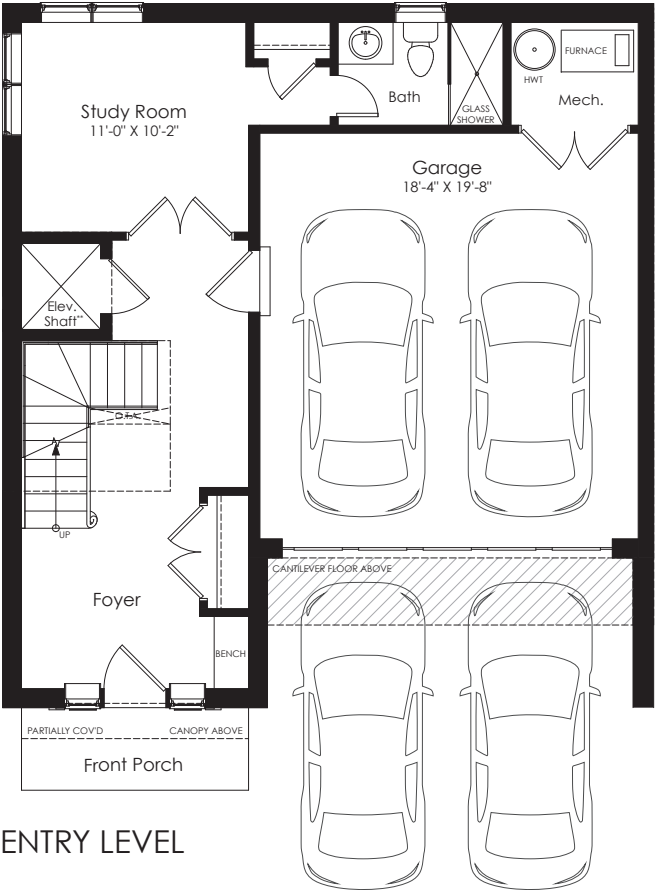 FURNACE
HWT
Mech.
Bath
GLASS
SHOWER
Study Room
11'-0" X 10'-2"
Garage
18'-4" X 19'-8"
Elev.
Shaft**
D.T.A.
UP
CANTILEVER FLOOR ABOVE
Foyer
BENCH
PARTIALLY COV'D
CANOPY ABOVE
Front Porch
ENTRY LEVEL